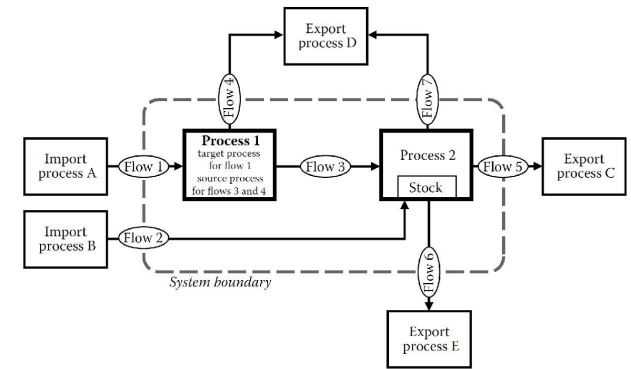 Export
process D
Flow 4
Flow 7
Import
process A
Flow 1
Process 1
target process
for flow 1
source process
for flows 3 and 4
Flow 3
Process 2
Stock
Flow 5
Export
process C
Import
process B
Flow 2
Flow 6
System boundary
Export
process E